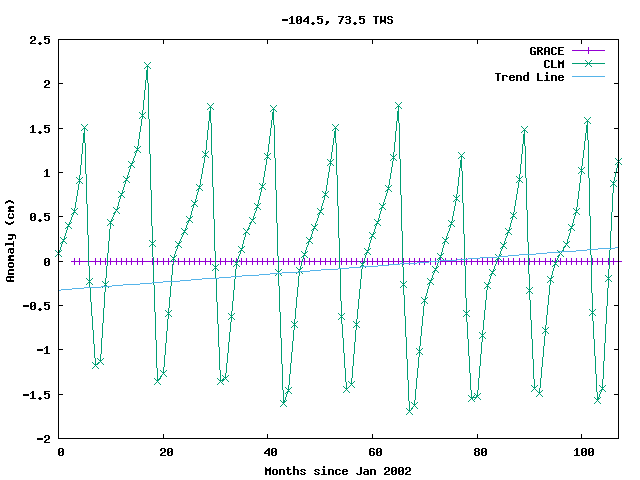 -104.5, 73.5 TWS
2.5
GRACE
CLM
Trend Line
2
1.5
1
0.5
0
-0.5
-1
-1.5
-2
Anomaly (cm)
0 20 40 60 80 100
Months since Jan 2002